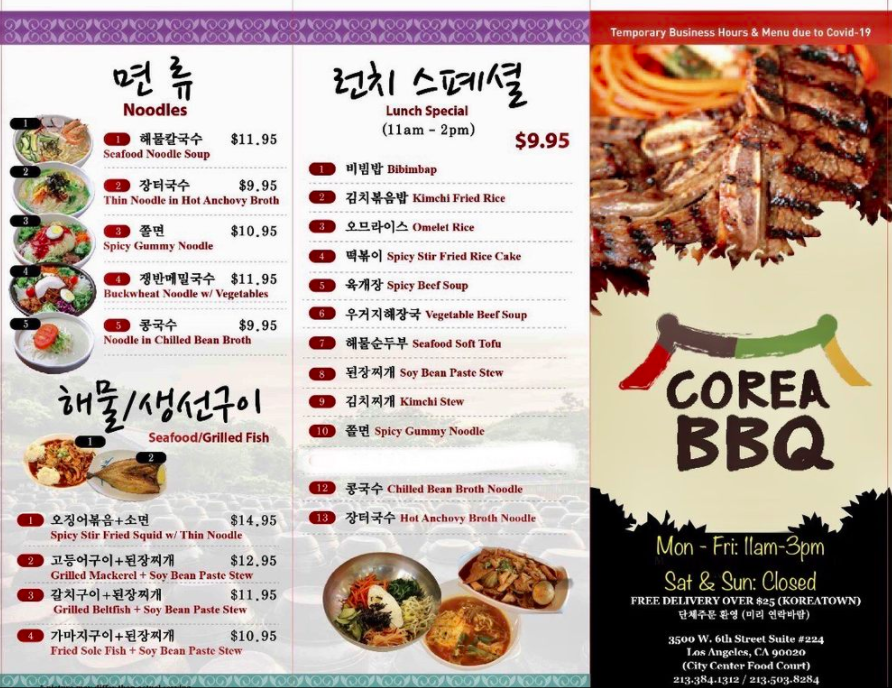 면 류
Noodles
1
1 해물칼국수 $11.95
Seafood Noodle Soup
2
2 장터국수 $9.95
Thin Noodle in Hot Anchovy Broth
3
3 쫄면 $10.95
Spicy Gummy Noodle
4
4 쟁반메밀국수 $11.95
Buckwheat Noodle w/ Vegetables
5
5 콩국수 $9.95
Noodle in Chilled Bean Broth
해물/생선구이
Seafood/Grilled Fish
1
2
1 오징어볶음+소면 $14.95
Spicy Stir Fried Squid w/ Thin Noodle
2 고등어구이+된장찌개 $12.95
Grilled Mackerel + Soy Bean Paste Stew
3 갈치구이+된장찌개 $11.95
Grilled Beltfish + Soy Bean Paste Stew
4 가마지구이+된장찌개 $10.95
Fried Sole Fish + Soy Bean Paste Stew
런치 스페셜
Lunch Special
(11am - 2pm)
$9.95
1 비빔밥 Bibimbap
2 김치볶음밥 Kimchi Fried Rice
3 오므라이스 Omelet Rice
4 떡볶이 Spicy Stir Fried Rice Cake
5 육개장 Spicy Beef Soup
6 우거지해장국 Vegetable Beef Soup
7 해물순두부 Seafood Soft Tofu
8 된장찌개 Soy Bean Paste Stew
9 김치찌개 Kimchi Stew
10 쫄면 Spicy Gummy Noodle
12 콩국수 Chilled Bean Broth Noodle
13 장터국수 Hot Anchovy Broth Noodle
Temporary Business Hours & Menu due to Covid-19
COREA
BBQ
Mon - Fri: 11am-3pm
Sat & Sun: Closed
FREE DELIVERY OVER $25 (KOREATOWN)
단체주문 환영 (미리 연락바람)
3500 W. 6th Street Suite #224
Los Angeles, CA 90020
(City Center Food Court)
213.384.1312 / 213.503.8284